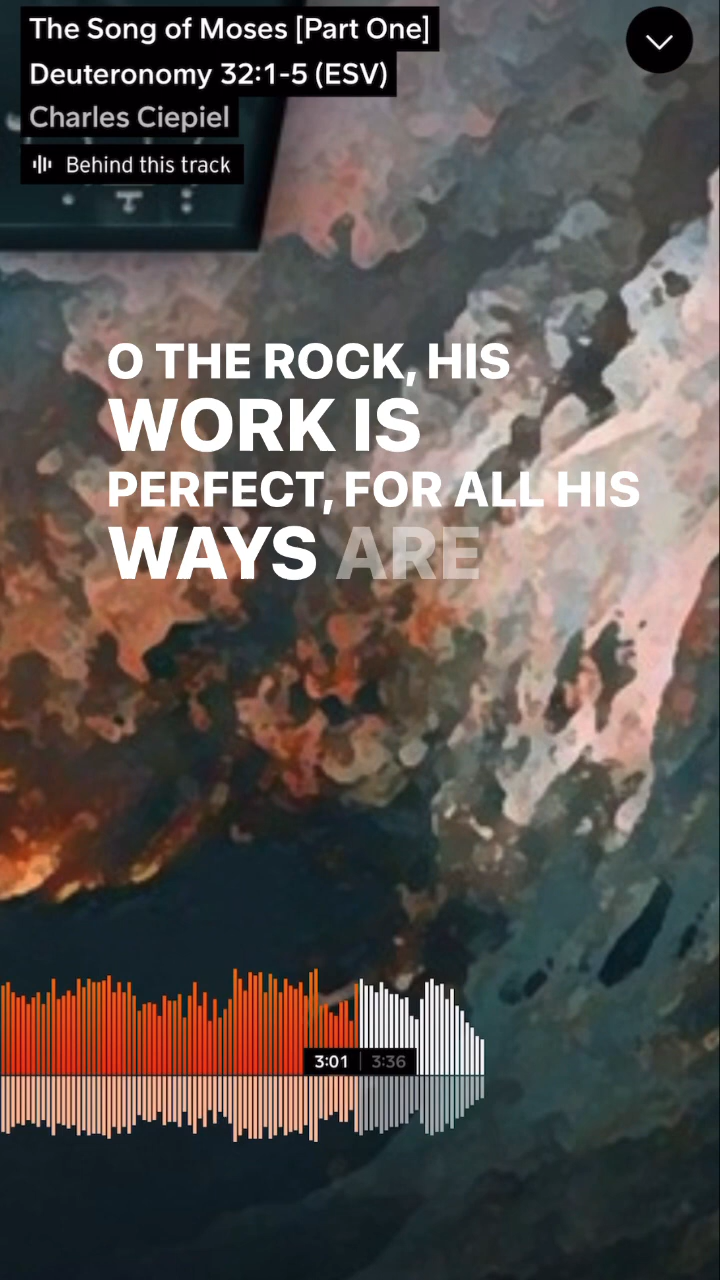 The Song of Moses [Part One]
Deuteronomy 32:1-5 (ESV)
Charles Ciepiel
Behind this track
O THE ROCK, HIS
WORK IS
PERFECT, FOR ALL HIS
WAYS ARE
3:01 | 3:36